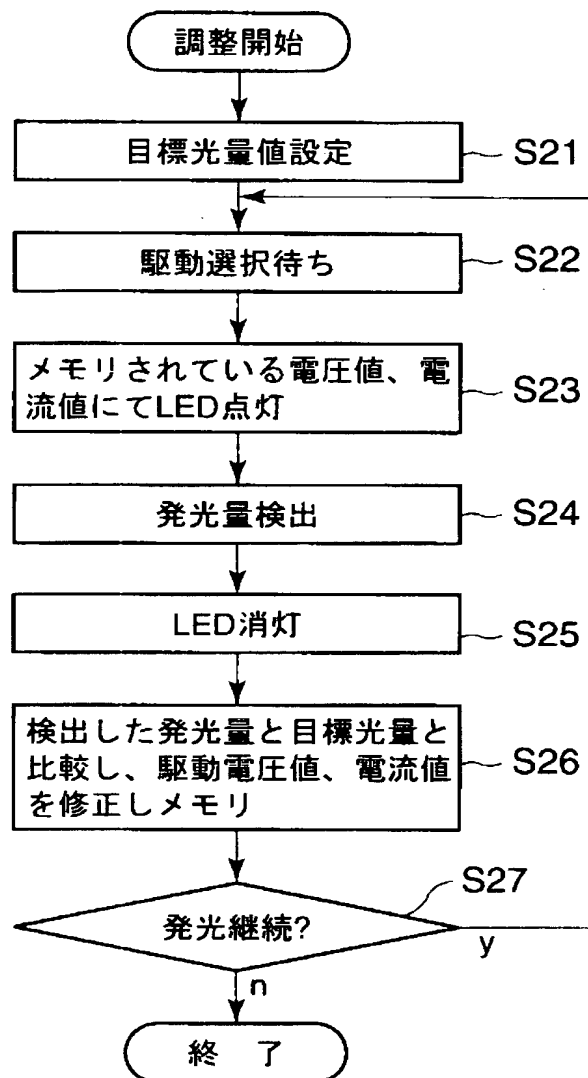 調整開始
目標光量値設定
S21
駆動選択待ち
S22
メモリされている電圧値、電
流値にてLED点灯
S23
発光量検出
S24
LED消灯
S25
検出した発光量と目標光量と
比較し、駆動電圧値、電流値
を修正しメモリ
S26
S27
発光継続?
y
n
終 了